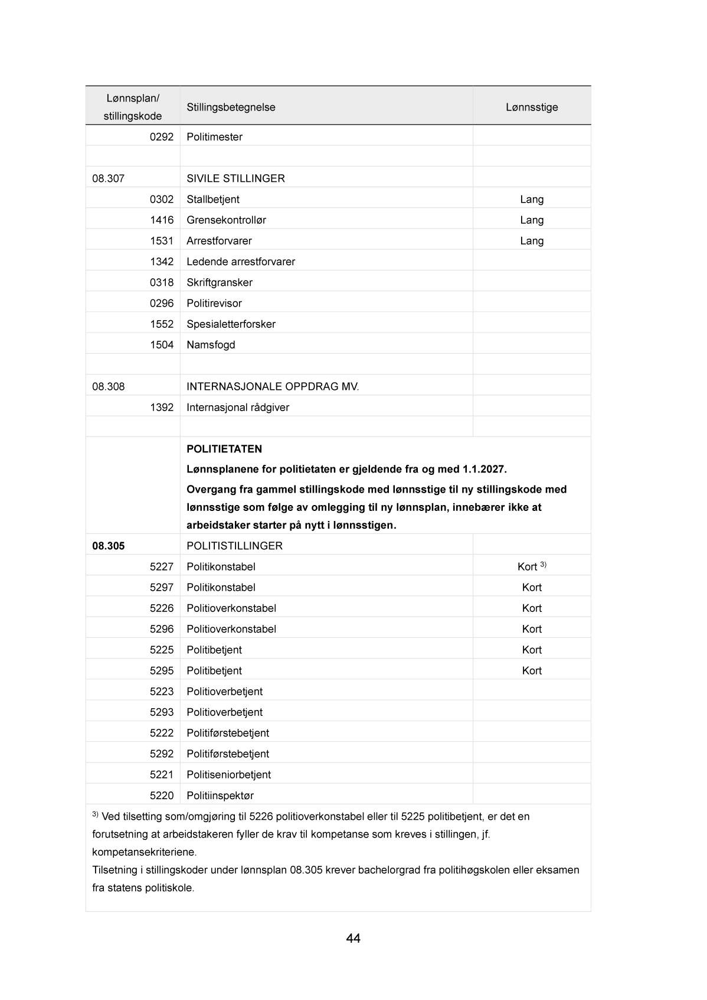 Lønnsplan/
stillingskode Stillingsbetegnelse Lønnsstige
0292 Politimester
08.307 SIVILE STILLINGER
0302 Stallbetjent Lang
1416 Grensekontrollør Lang
1531 Arrestforvarer Lang
1342 Ledende arrestforvarer
0318 Skriftgransker
0296 Politirevisor
1552 Spesialetterforsker
1504 Namsfogd
08.308 INTERNASJONALE OPPDRAG MV.
1392 Internasjonal rådgiver
POLITIETATEN
Lønnsplanene for politietaten er gjeldende fra og med 1.1.2027.
Overgang fra gammel stillingskode med lønnsstige til ny stillingskode med
lønnsstige som følge av omlegging til ny lønnsplan, innebærer ikke at
arbeidstaker starter på nytt i lønnsstigen.
08.305 POLITISTILLINGER
5227 Politikonstabel Kort 3)
5297 Politikonstabel Kort
5226 Politioverkonstabel Kort
5296 Politioverkonstabel Kort
5225 Politibetjent Kort
5295 Politibetjent Kort
5223 Politioverbetjent
5293 Politioverbetjent
5222 Politiførstebetjent
5292 Politiførstebetjent
5221 Politiseniorbetjent
5220 Politiinspektør
3) Ved tilsetting som/omgjøring til 5226 politioverkonstabel eller til 5225 politibetjent, er det en
forutsetning at arbeidstakeren fyller de krav til kompetanse som kreves i stillingen, jf.
kompetansekriteriene.
Tilsetning i stillingskoder under lønnsplan 08.305 krever bachelorgrad fra politihøgskolen eller eksamen
fra statens politiskole.
44